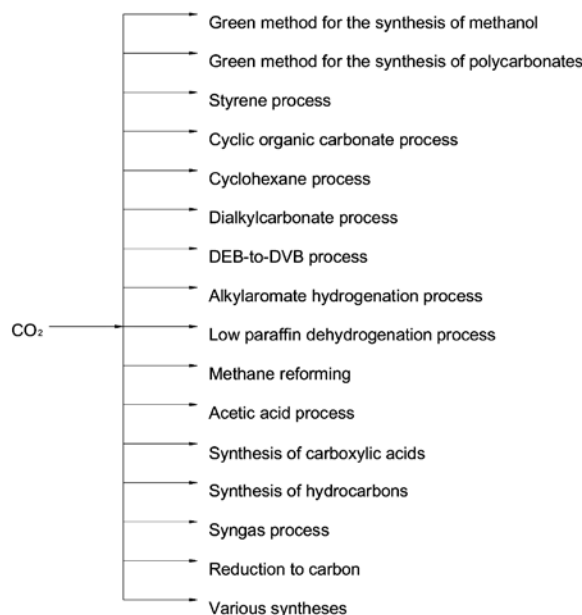 Green method for the synthesis of methanol
Green method for the synthesis of polycarbonates
Styrene process
Cyclic organic carbonate process
Cyclohexane process
Dialkylcarbonate process
DEB-to-DVB process
Alkylaromate hydrogenation process
CO₂
Low paraffin dehydrogenation process
Methane reforming
Acetic acid process
Synthesis of carboxylic acids
Synthesis of hydrocarbons
Syngas process
Reduction to carbon
Various syntheses